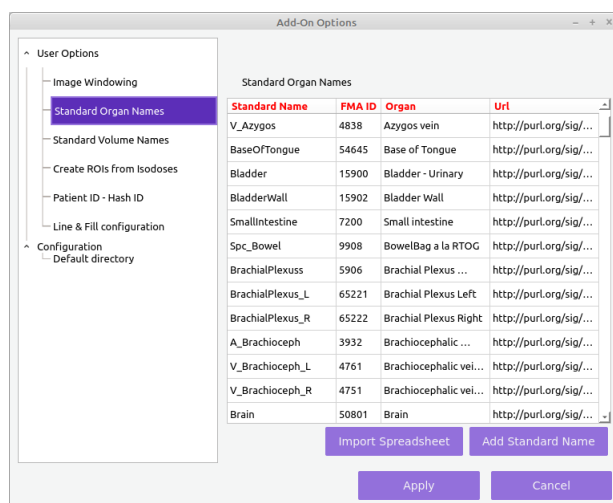 Add-On Options
User Options
Image Windowing
Standard Organ Names
Standard Volume Names
Create ROIs from Isodoses
Patient ID - Hash ID
Line & Fill configuration
Configuration
Default directory
Standard Organ Names
Standard Name FMA ID Organ Url
V_Azygos 4838 Azygos vein http://purl.org/sig/...
BaseOfTongue 54645 Base of Tongue http://purl.org/sig/...
Bladder 15900 Bladder - Urinary http://purl.org/sig/...
BladderWall 15902 Bladder Wall http://purl.org/sig/...
SmallIntestine 7200 Small intestine http://purl.org/sig/...
Spc_Bowel 9908 BowelBag a la RTOG http://purl.org/sig/...
BrachialPlexuss 5906 Brachial Plexus ... http://purl.org/sig/...
BrachialPlexus_L 65221 Brachial Plexus Left http://purl.org/sig/...
BrachialPlexus_R 65222 Brachial Plexus Right http://purl.org/sig/...
A_Brachioceph 3932 Brachiocephalic ... http://purl.org/sig/...
V_Brachioceph_L 4761 Brachiocephalic vei... http://purl.org/sig/...
V_Brachioceph_R 4751 Brachiocephalic vei... http://purl.org/sig/...
Brain 50801 Brain http://purl.org/sig/...
Import Spreadsheet Add Standard Name
Apply Cancel